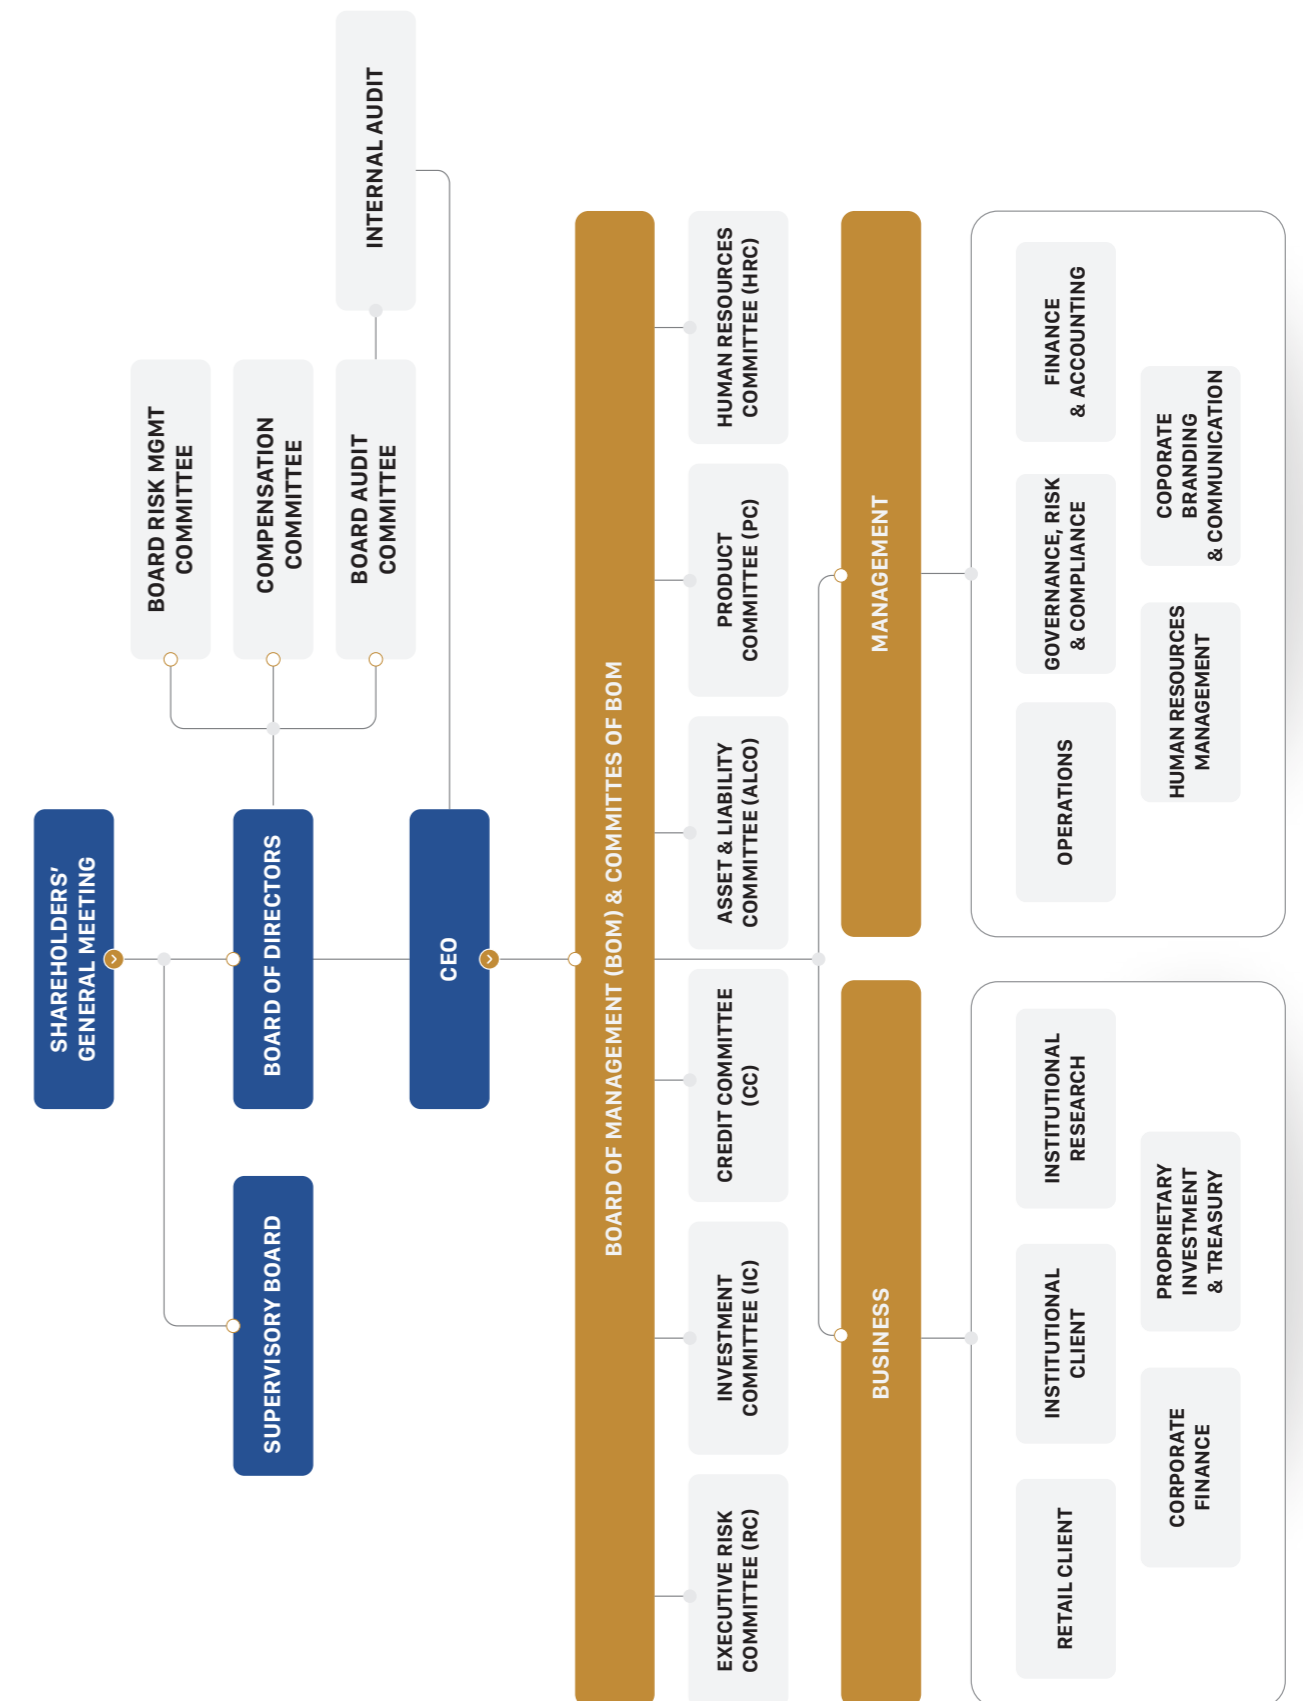 SHAREHOLDERS'
GENERAL MEETING
SUPERVISORY BOARD
BOARD OF DIRECTORS
BOARD RISK MGMT
COMMITTEE
COMPENSATION
COMMITTEE
BOARD AUDIT
COMMITTEE
INTERNAL AUDIT
CEO
BOARD OF MANAGEMENT (BOM) & COMMITTES OF BOM
EXECUTIVE RISK
COMMITTEE (RC)
INVESTMENT
COMMITTEE (IC)
CREDIT COMMITTEE
(CC)
ASSET & LIABILITY
COMMITTEE (ALCO)
PRODUCT
COMMITTEE (PC)
HUMAN RESOURCES
COMMITTEE (HRC)
BUSINESS
MANAGEMENT
RETAIL CLIENT
INSTITUTIONAL
CLIENT
INSTITUTIONAL
RESEARCH
CORPORATE
FINANCE
PROPRIETARY
INVESTMENT
& TREASURY
OPERATIONS
GOVERNANCE, RISK
& COMPLIANCE
FINANCE
& ACCOUNTING
HUMAN RESOURCES
MANAGEMENT
COPORATE
BRANDING
& COMMUNICATION